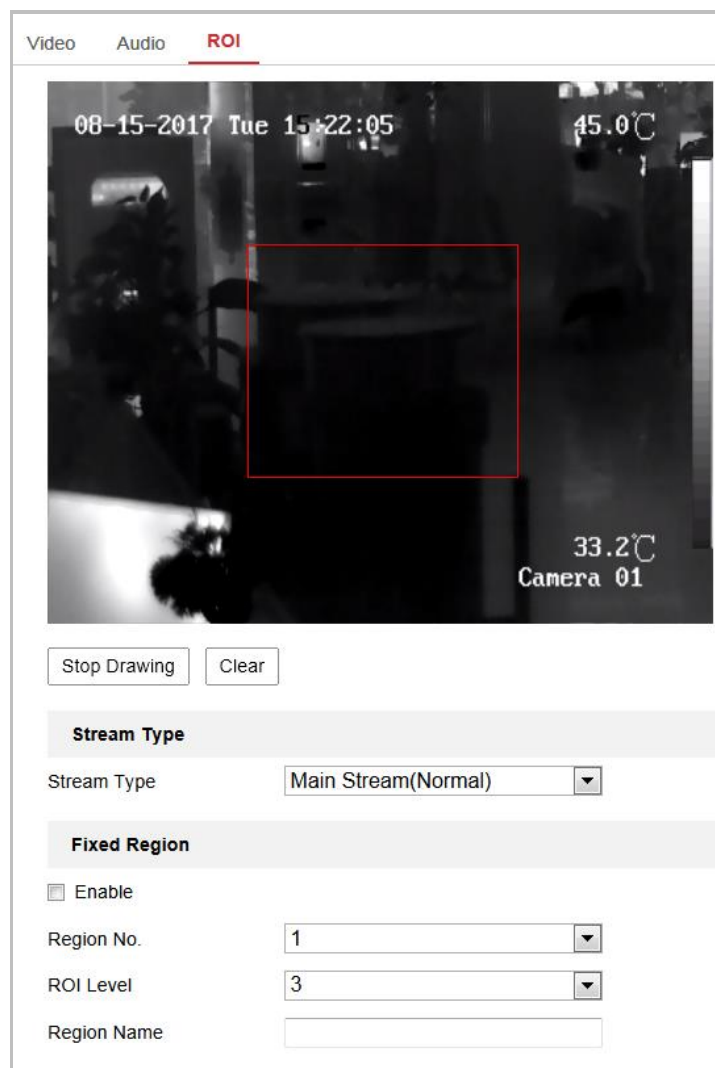 Video Audio ROI
08-15-2017 Tue 15:22:05 45.0℃
33.2℃
Camera 01
Stop Drawing Clear
Stream Type
Stream Type Main Stream(Normal)
Fixed Region
Enable
Region No. 1
ROI Level 3
Region Name